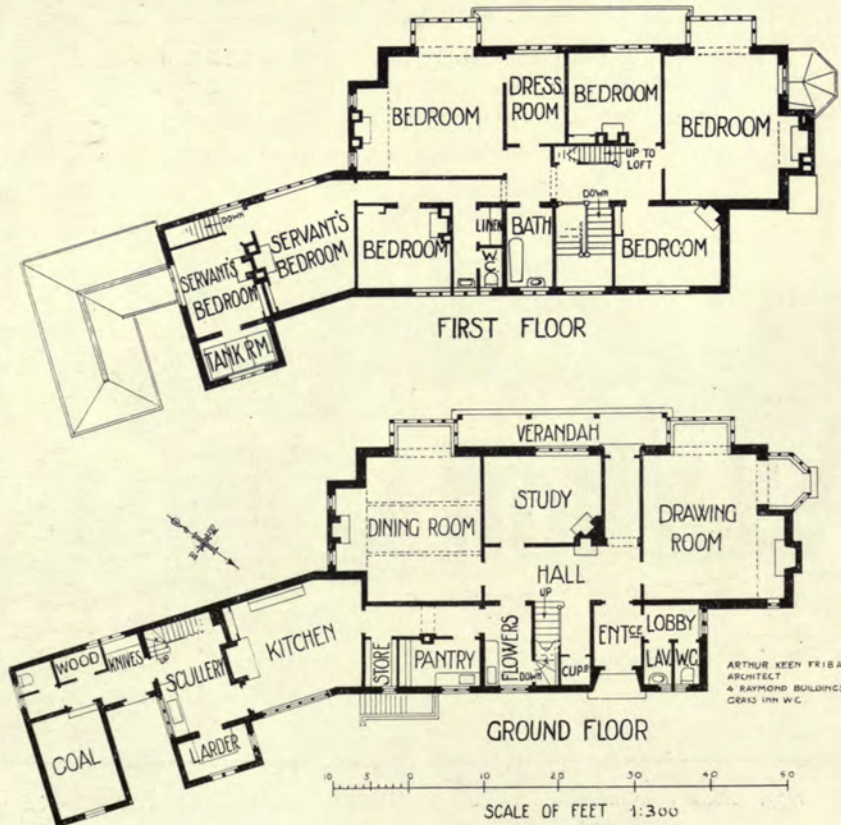 BEDROOM
DRESS.
ROOM
BEDROOM
BEDROOM
UP TO
LOFT
DOWN
DOWN
SERVANT'S
BEDROOM
SERVANT'S
BEDROOM
BEDROOM
LINEN
W.C.
BATH
BEDROOM
TANK RM.
FIRST FLOOR
VERANDAH
DINING ROOM
STUDY
DRAWING
ROOM
HALL
UP
KITCHEN
STORE
PANTRY
FLOWERS
DOWN
CUPD
ENTCE
LOBBY
LAV.
W.C.
WOOD
KNIVES
UP
SCULLERY
COAL
LARDER
GROUND FLOOR
ARTHUR KEEN FRIBA
ARCHITECT
4 RAYMOND BUILDINGS
GRAYS INN WC
10 5 0 10 20 30 40 50
SCALE OF FEET 1:300